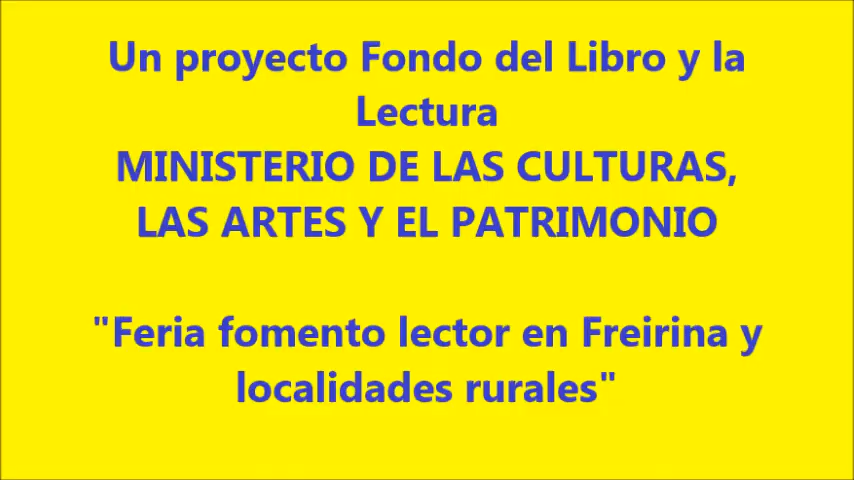 Un proyecto Fondo del Libro y la
Lectura
MINISTERIO DE LAS CULTURAS,
LAS ARTES Y EL PATRIMONIO
"Feria fomento lector en Freirina y
localidades rurales"